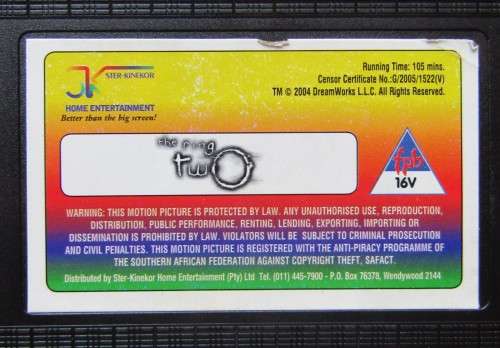 STER-KINEKOR
HOME ENTERTAINMENT
Better than the big screen!
Running Time: 105 mins.
Censor Certificate No.:G/2005/1522(V)
TM © 2004 DreamWorks L.L.C. All Rights Reserved.
the ring
two
fpb
16V
WARNING: THIS MOTION PICTURE IS PROTECTED BY LAW. ANY UNAUTHORISED USE, REPRODUCTION,
DISTRIBUTION, PUBLIC PERFORMANCE, RENTING, LENDING, EXPORTING, IMPORTING OR
DISSEMINATION IS PROHIBITED BY LAW. VIOLATORS WILL BE SUBJECT TO CRIMINAL PROSECUTION
AND CIVIL PENALTIES. THIS MOTION PICTURE IS REGISTERED WITH THE ANTI-PIRACY PROGRAMME OF
THE SOUTHERN AFRICAN FEDERATION AGAINST COPYRIGHT THEFT, SAFACT.
Distributed by Ster-Kinekor Home Entertainment (Pty) Ltd Tel. (011) 445-7900 - P.O. Box 76378, Wendywood 2144